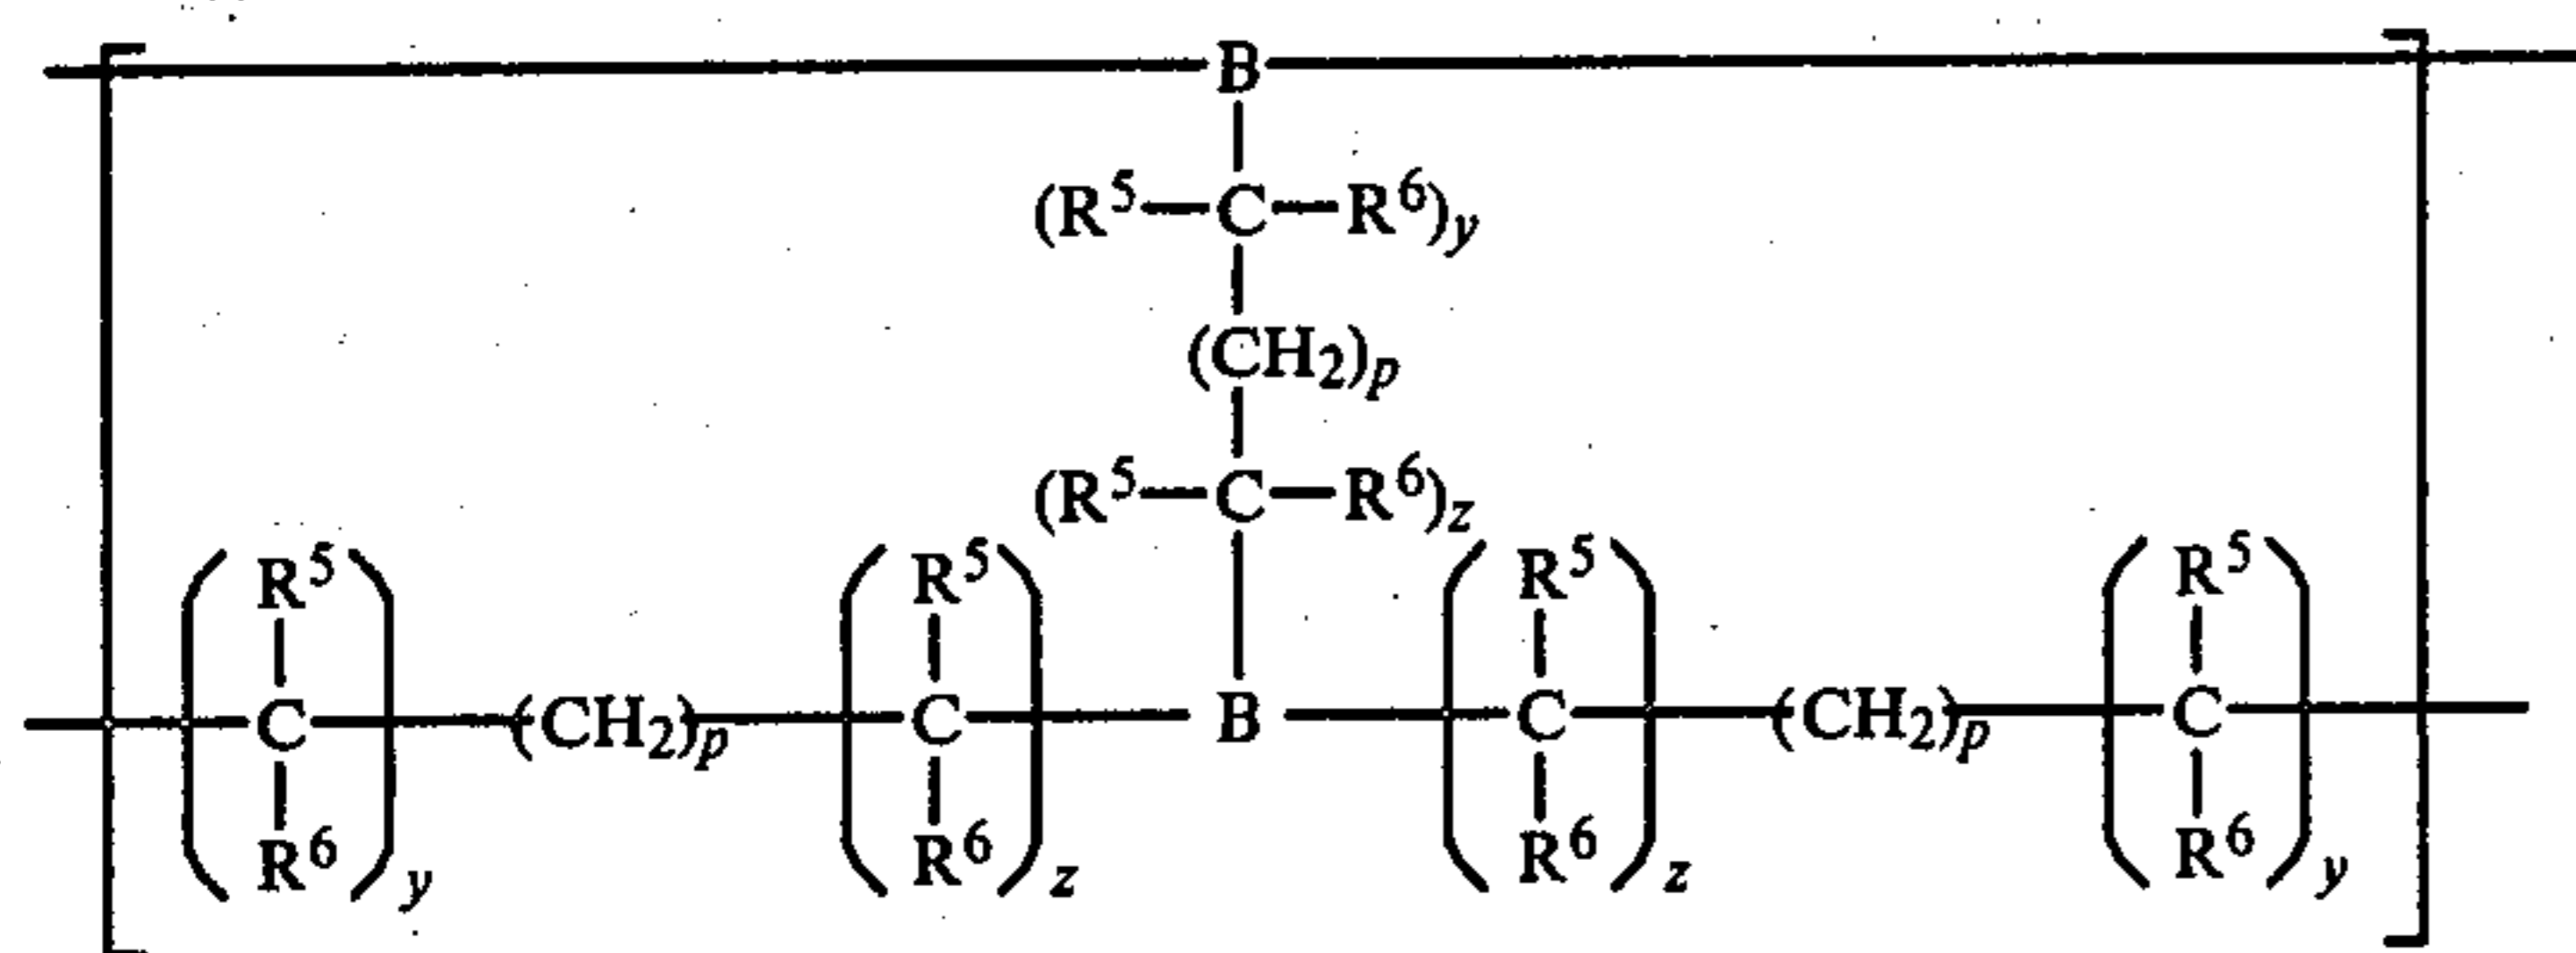 B
(R⁵—C—R⁶)y
(CH₂)p
(R⁵—C—R⁶)z
R⁵ R⁵ R⁵ R⁵
C (CH₂)p C B C (CH₂)p C
R⁶ y R⁶ z R⁶ z R⁶ y